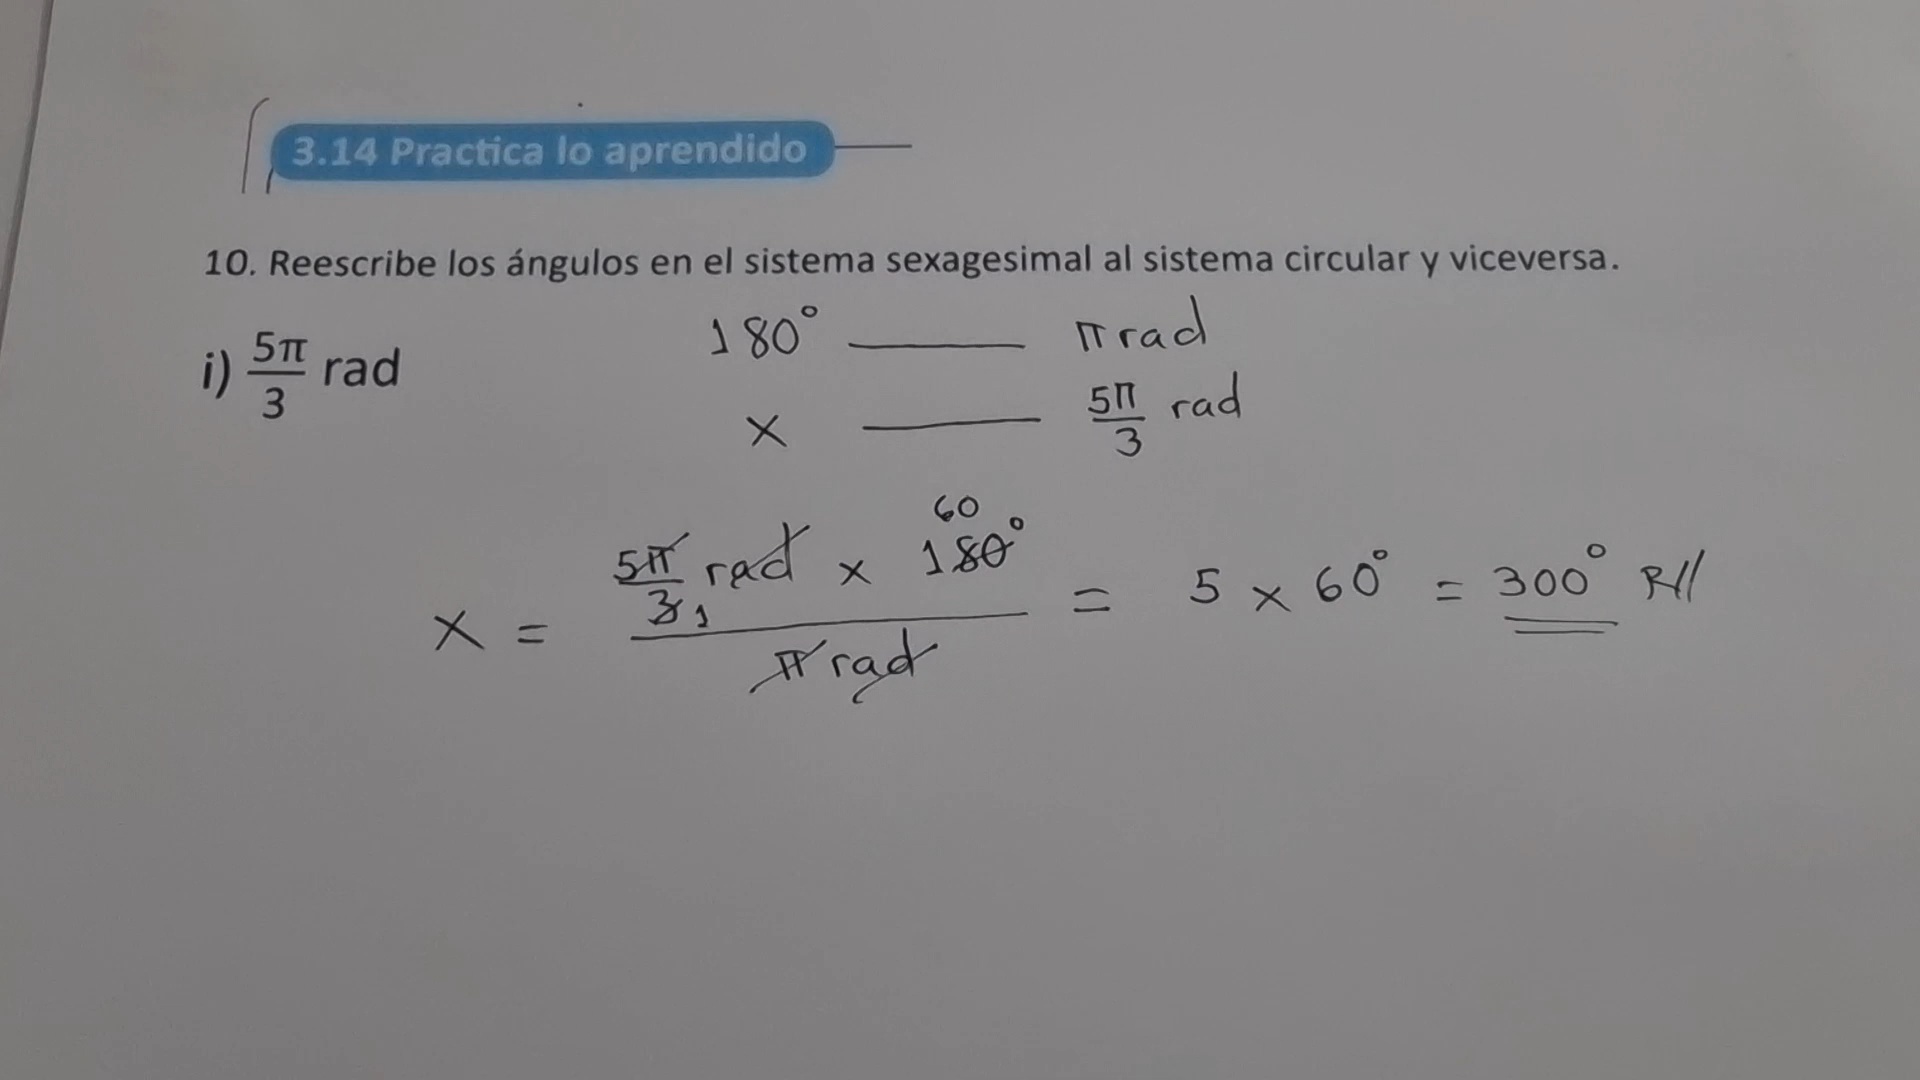 3.14 Practica lo aprendido
10. Reescribe los ángulos en el sistema sexagesimal al sistema circular y viceversa.
i) 5π/3 rad
180° —— π rad
x —— 5π/3 rad
x = (5π/3 rad x 180°)/(π rad) = 5 x 60° = 300° R//
60
1